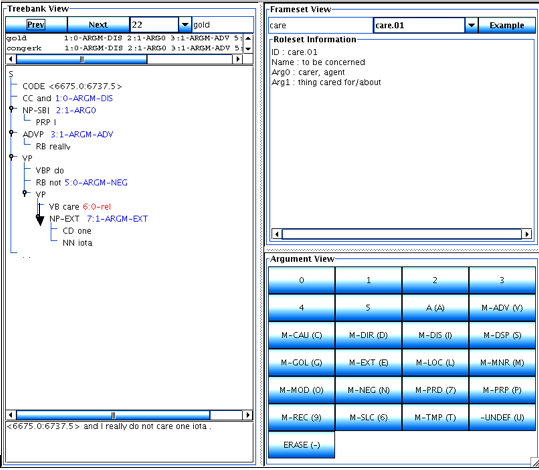 Treebank View
Prev Next 22 gold
gold 1:0-ARGM-DIS 2:1-ARG0 3:1-ARGM-ADV 5:
congerk 1:0-ARGM-DIS 2:1-ARG0 3:1-ARGM-ADV 5:
S
CODE <6675.0:6737.5>
CC and 1:0-ARGM-DIS
NP-SBJ 2:1-ARG0
PRP I
ADVP 3:1-ARGM-ADV
RB really
VP
VBP do
RB not 5:0-ARGM-NEG
VP
VB care 6:0-rel
NP-EXT 7:1-ARGM-EXT
CD one
NN iota
. .
<6675.0:6737.5> and I really do not care one iota .
Frameset View
care care.01 Example
Roleset Information
ID : care.01
Name : to be concerned
Arg0 : carer, agent
Arg1 : thing cared for/about
Argument View
0 1 2 3
4 5 A (A) M-ADV (V)
M-CAU (C) M-DIR (D) M-DIS (I) M-DSP (S)
M-GOL (G) M-EXT (E) M-LOC (L) M-MNR (M)
M-MOD (O) M-NEG (N) M-PRD (7) M-PRP (P)
M-REC (9) M-SLC (6) M-TMP (T) -UNDEF (U)
ERASE (-)